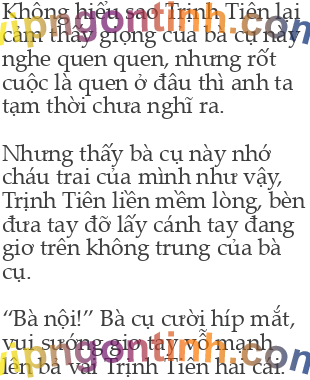 Không hiểu sao Trịnh Tiên lại
cảm thấy giọng của bà cụ này
nghe quen quen, nhưng rốt
cuộc là quen ở đâu thì anh ta
tạm thời chưa nghĩ ra.
Nhưng thấy bà cụ này nhớ
cháu trai của mình như vậy,
Trịnh Tiên liền mềm lòng, bèn
đưa tay đỡ lấy cánh tay đang
giơ trên không trung của bà
cụ.
“Bà nội!” Bà cụ cười híp mắt,
vui sướng giơ tay vỗ mạnh
lên bả vai Trịnh Tiên hai cái.